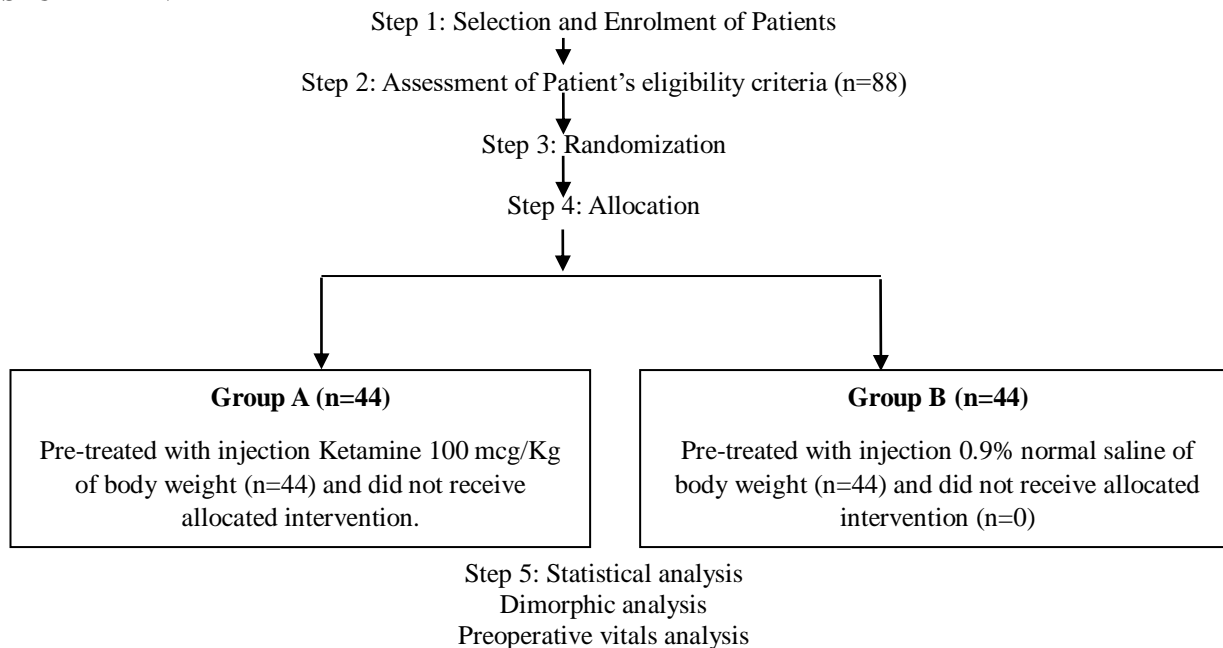 Step 1: Selection and Enrolment of Patients
Step 2: Assessment of Patient’s eligibility criteria (n=88)
Step 3: Randomization
Step 4: Allocation
Group A (n=44)
Pre-treated with injection Ketamine 100 mcg/Kg
of body weight (n=44) and did not receive
allocated intervention.
Group B (n=44)
Pre-treated with injection 0.9% normal saline of
body weight (n=44) and did not receive allocated
intervention (n=0)
Step 5: Statistical analysis
Dimorphic analysis
Preoperative vitals analysis